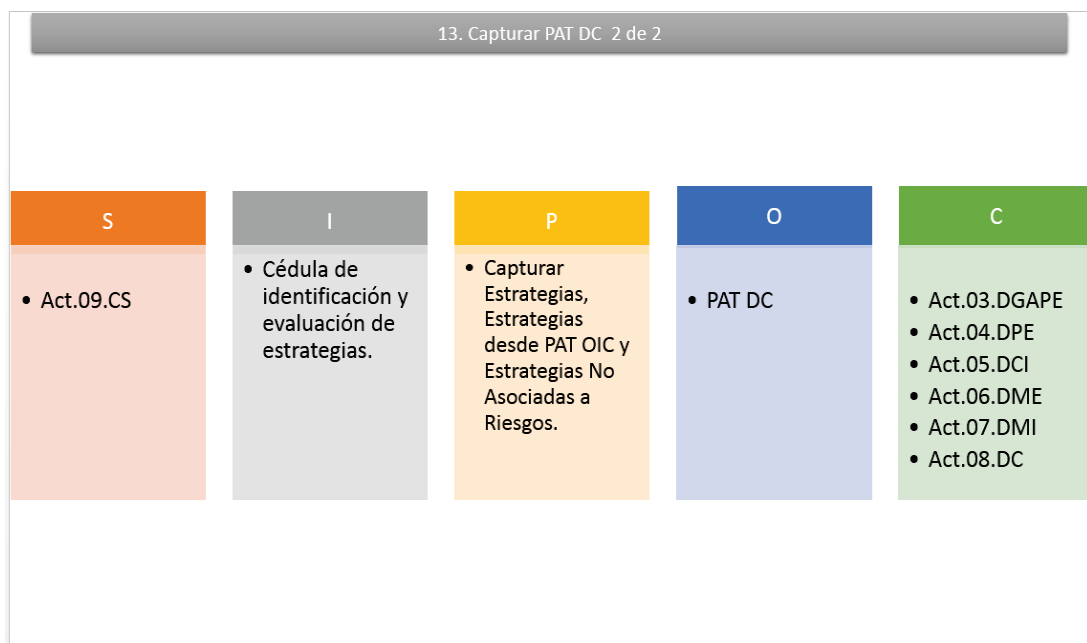 13. Capturar PAT DC 2 de 2
S
• Act.09.CS
I
• Cédula de
identificación y
evaluación de
estrategias.
P
• Capturar
Estrategias,
Estrategias
desde PAT OIC y
Estrategias No
Asociadas a
Riesgos.
O
• PAT DC
C
• Act.03.DGAPE
• Act.04.DPE
• Act.05.DCI
• Act.06.DME
• Act.07.DMI
• Act.08.DC